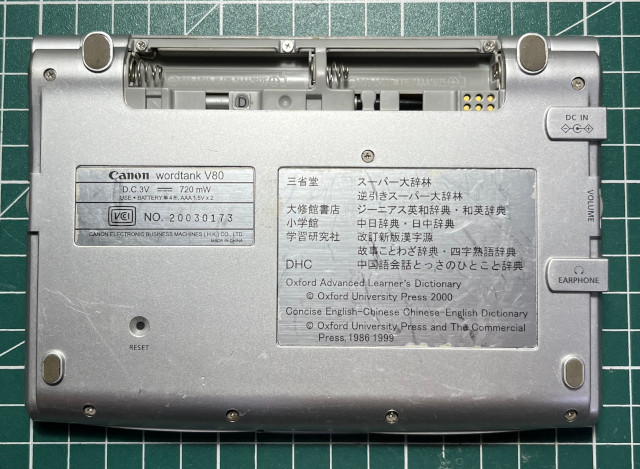 D
DC IN
Canon wordtank V80
D.C.3V 720 mW
USE • BATTERY 単4形, AAA 1.5V x 2
VCI NO. 20030173
CANON ELECTRONIC BUSINESS MACHINES (H.K.) CO., LTD.
MADE IN CHINA
三省堂 スーパー大辞林
逆引きスーパー大辞林
大修館書店 ジーニアス英和辞典・和英辞典
小学館 中日辞典・日中辞典
学習研究社 改訂新版漢字源
故事ことわざ辞典・四字熟語辞典
DHC 中国語会話とっさのひとこと辞典
Oxford Advanced Learner's Dictionary
© Oxford University Press 2000
Concise English-Chinese Chinese-English Dictionary
© Oxford University Press and The Commercial
Press, 1986 1999
VOLUME
EARPHONE
RESET